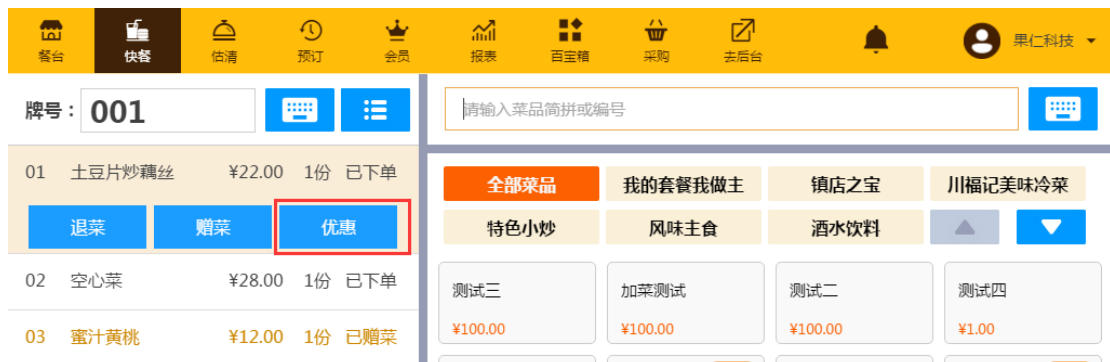 餐台 快餐 估清 预订 会员 报表 百宝箱 采购 去后台 果仁科技
牌号： 001
请输入菜品简拼或编号
01 土豆片炒藕丝 ¥22.00 1份 已下单
退菜 赠菜 优惠
02 空心菜 ¥28.00 1份 已下单
03 蜜汁黄桃 ¥12.00 1份 已赠菜
全部菜品 我的套餐我做主 镇店之宝 川福记美味冷菜
特色小炒 风味主食 酒水饮料
测试三 加菜测试 测试二 测试四
¥100.00 ¥100.00 ¥100.00 ¥1.00